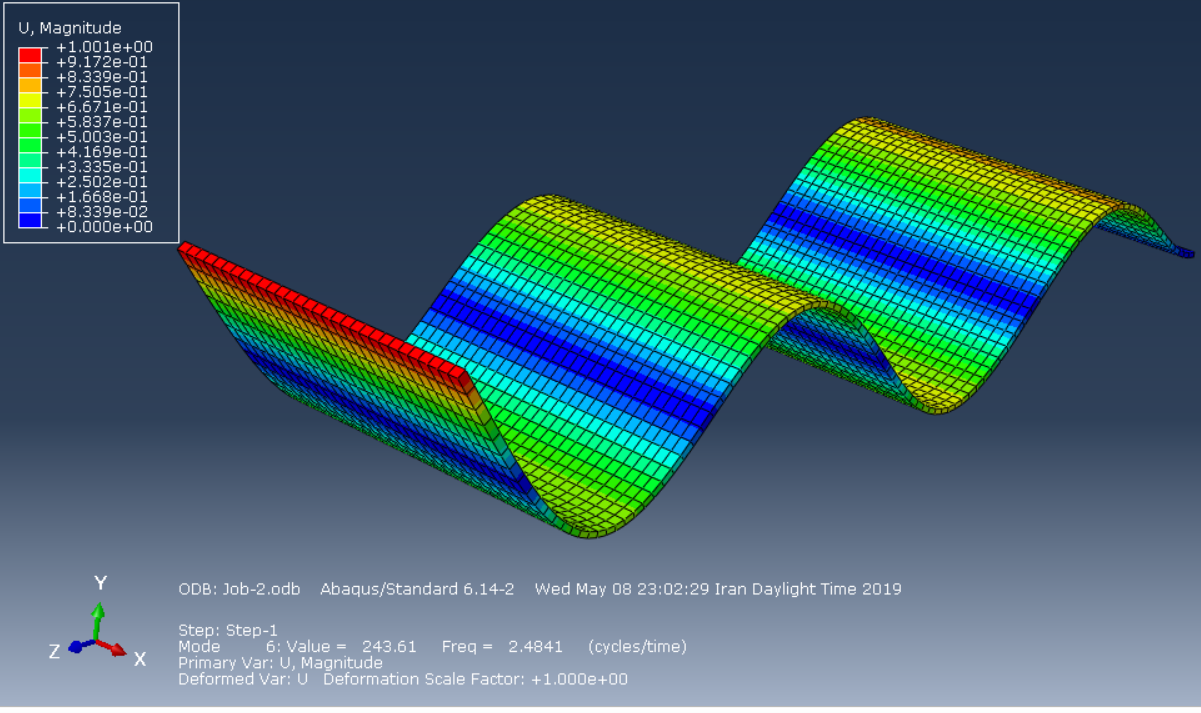 U, Magnitude
+1.001e+00
+9.172e-01
+8.339e-01
+7.505e-01
+6.671e-01
+5.837e-01
+5.003e-01
+4.169e-01
+3.335e-01
+2.502e-01
+1.668e-01
+8.339e-02
+0.000e+00
Y
Z
X
ODB: Job-2.odb Abaqus/Standard 6.14-2 Wed May 08 23:02:29 Iran Daylight Time 2019
Step: Step-1
Mode 6: Value = 243.61 Freq = 2.4841 (cycles/time)
Primary Var: U, Magnitude
Deformed Var: U Deformation Scale Factor: +1.000e+00